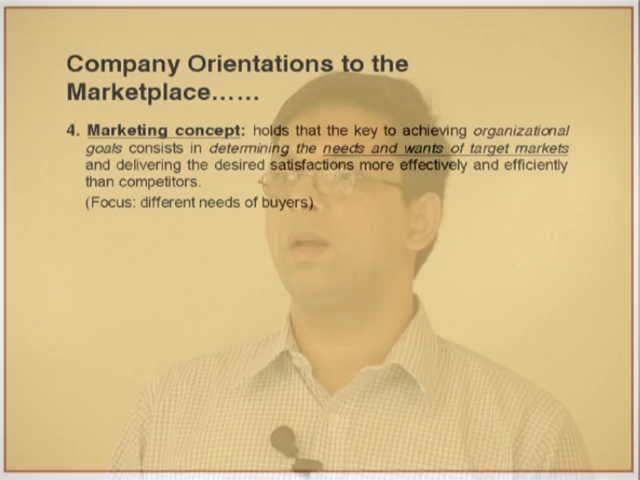 Company Orientations to the
Marketplace……
4. Marketing concept: holds that the key to achieving organizational
goals consists in determining the needs and wants of target markets
and delivering the desired satisfactions more effectively and efficiently
than competitors.
(Focus: different needs of buyers)